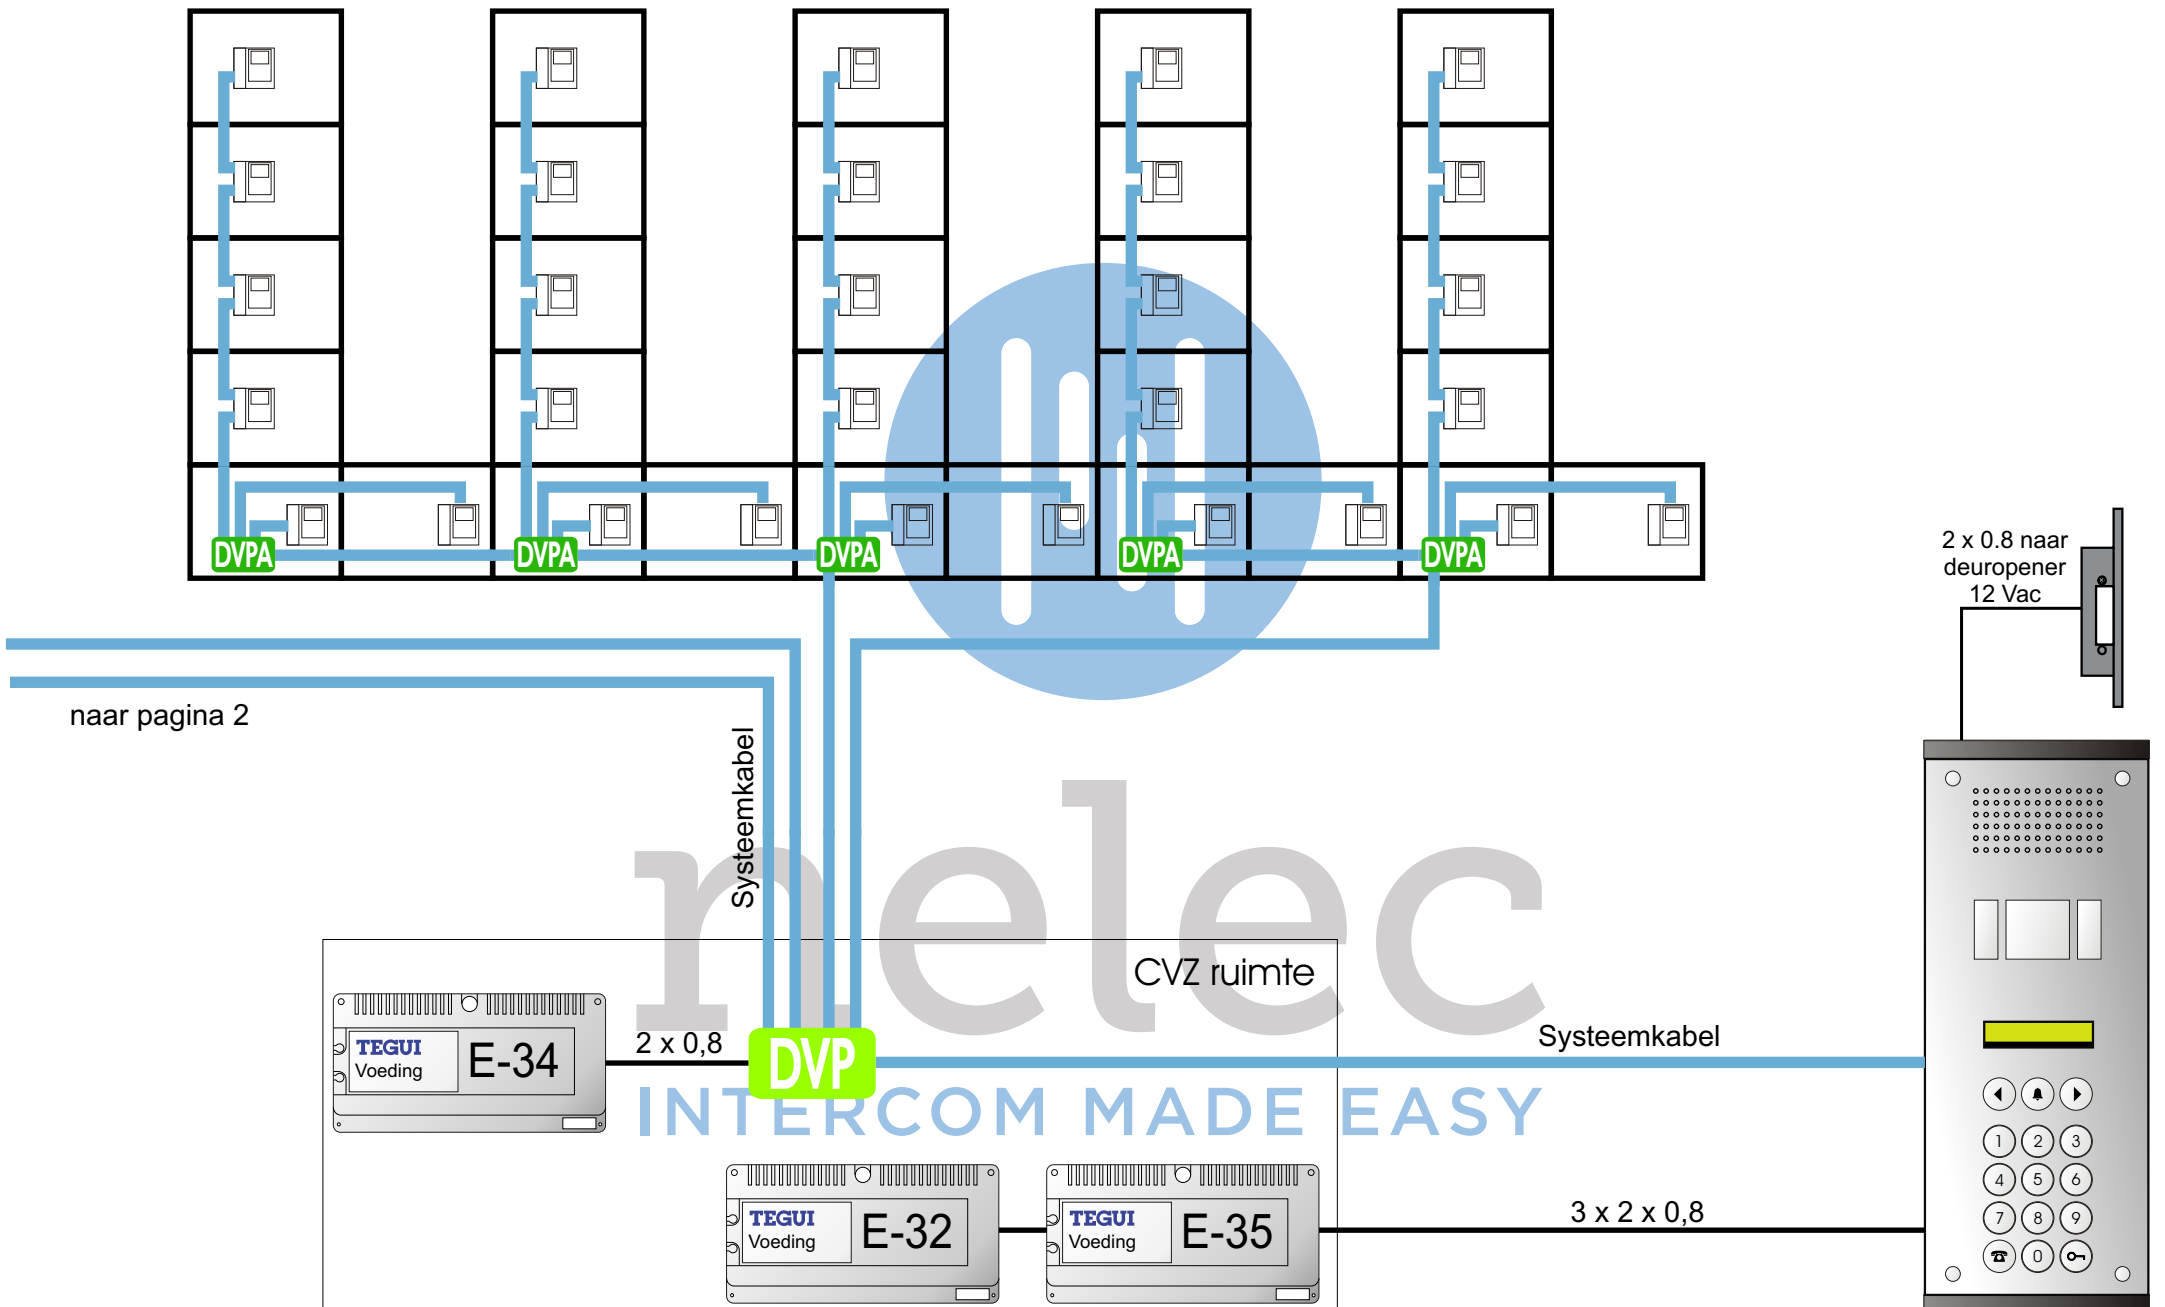 DVPA DVPA DVPA DVPA DVPA
2 x 0.8 naar
deuropener
12 Vac
naar pagina 2
Systeemkabel
nelec
INTERCOM MADE EASY
CVZ ruimte
TEGUI
Voeding
E-34
2 x 0,8
DVP
Systeemkabel
TEGUI
Voeding
E-32
TEGUI
Voeding
E-35
3 x 2 x 0,8
1 2 3
4 5 6
7 8 9
0